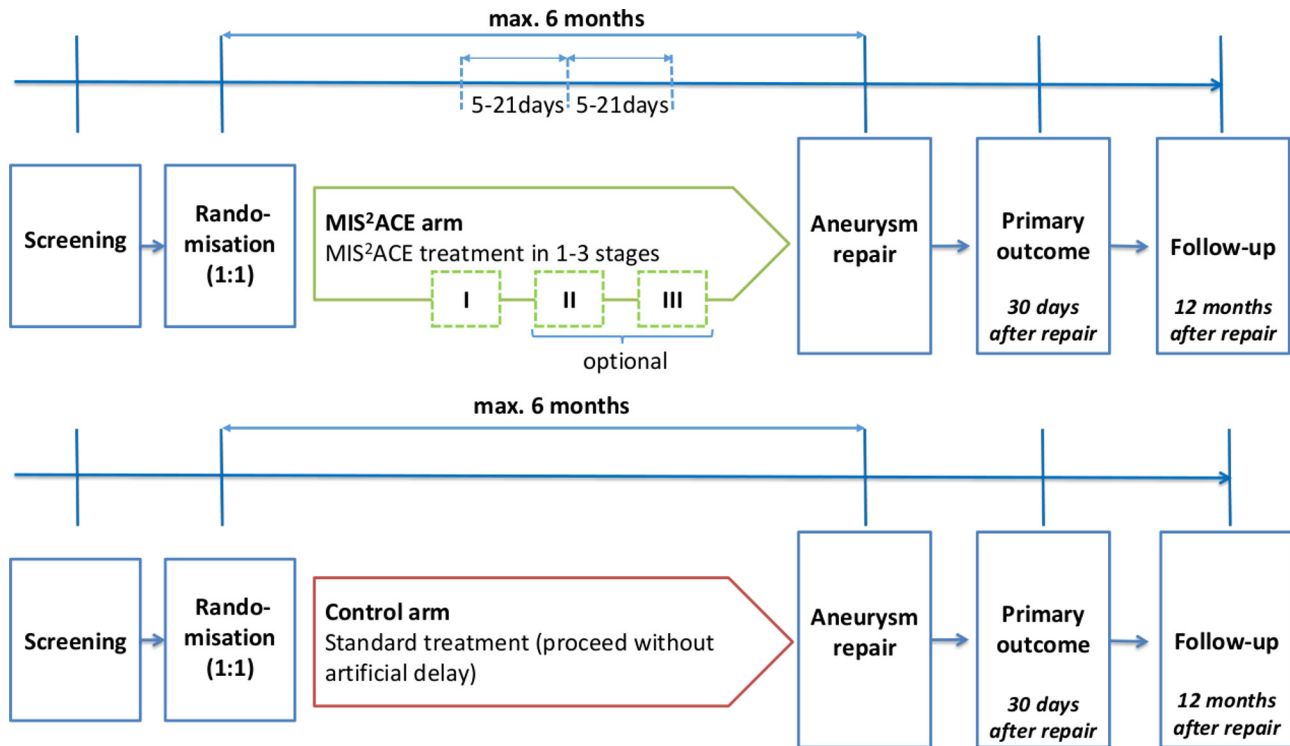 max. 6 months
5-21days 5-21days
Screening
Rando-
misation
(1:1)
MIS²ACE arm
MIS²ACE treatment in 1-3 stages
I II III
optional
Aneurysm
repair
Primary
outcome
30 days
after repair
Follow-up
12 months
after repair
max. 6 months
Screening
Rando-
misation
(1:1)
Control arm
Standard treatment (proceed without
artificial delay)
Aneurysm
repair
Primary
outcome
30 days
after repair
Follow-up
12 months
after repair